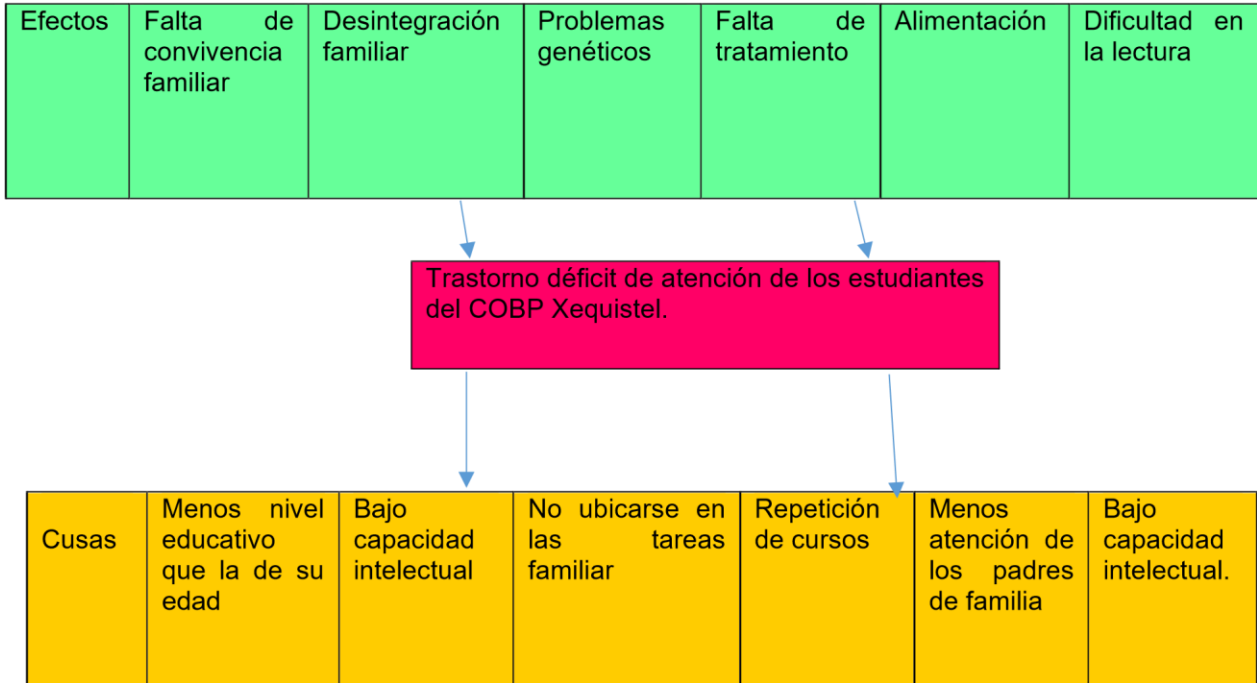 Efectos
Falta de
convivencia
familiar
Desintegración
familiar
Problemas
genéticos
Falta de
tratamiento
Alimentación
Dificultad en
la lectura
Trastorno déficit de atención de los estudiantes
del COBP Xequistel.
Cusas
Menos nivel
educativo
que la de su
edad
Bajo
capacidad
intelectual
No ubicarse en
las tareas
familiar
Repetición
de cursos
Menos
atención de
los padres
de familia
Bajo
capacidad
intelectual.